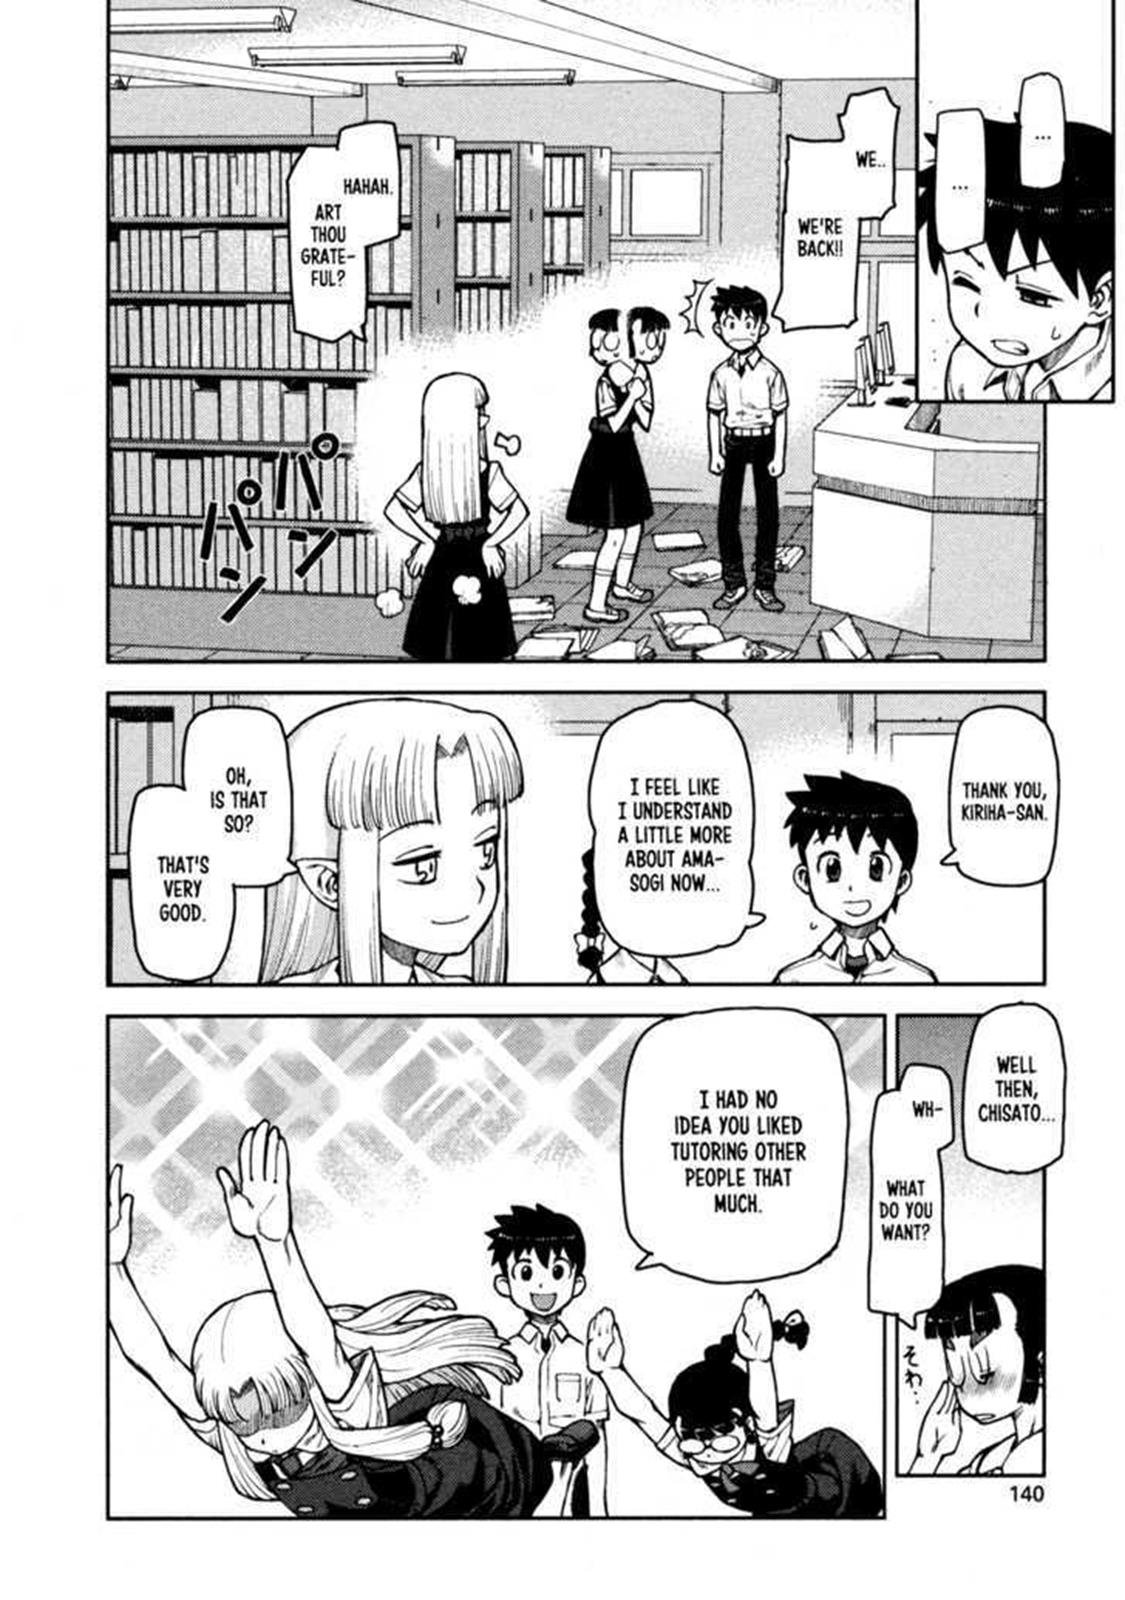 ...
...
WE..
WE'RE
BACK!!
HAHAH.
ART
THOU
GRATE-
FUL?
パンパン
THANK YOU,
KIRIHA-SAN.
I FEEL LIKE
I UNDERSTAND
A LITTLE MORE
ABOUT AMA-
SOGI NOW...
OH,
IS THAT
SO?
THAT'S
VERY
GOOD.
WELL
THEN,
CHISATO...
WH-
WHAT
DO YOU
WANT?
そわ・
I HAD NO
IDEA YOU LIKED
TUTORING OTHER
PEOPLE THAT
MUCH.
140